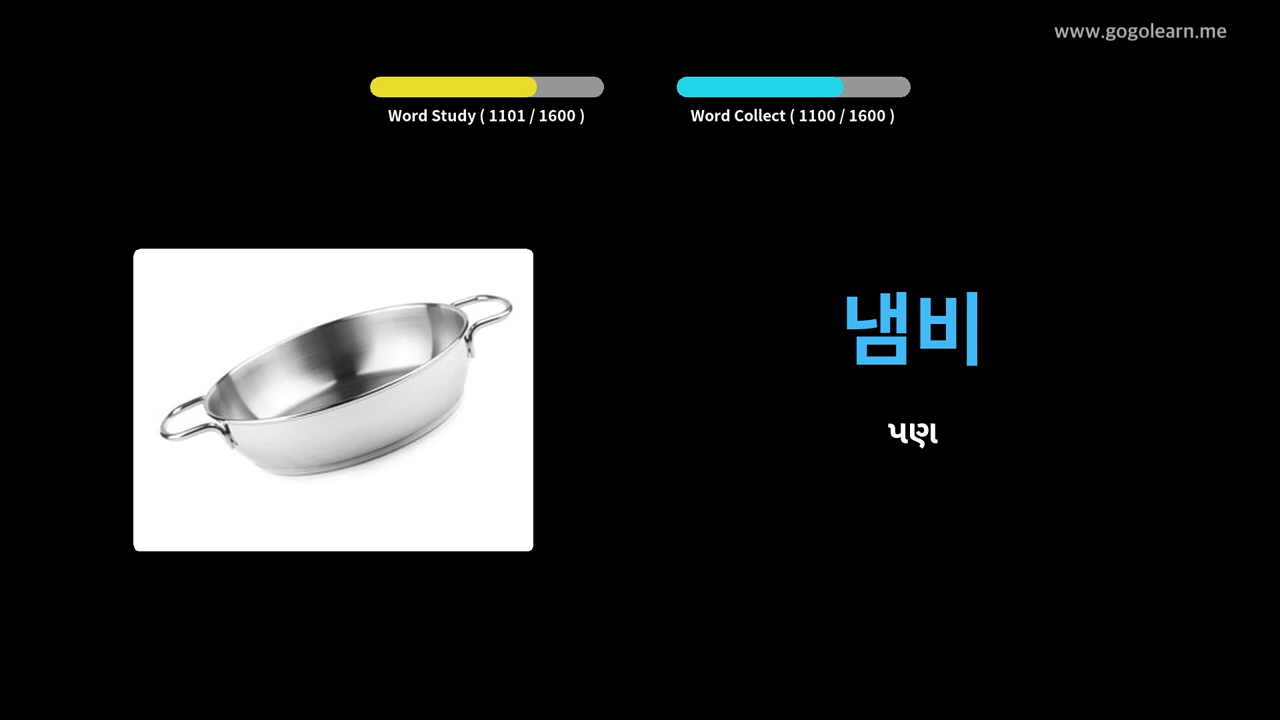 www.gogolearn.me
Word Study ( 1101 / 1600 )
Word Collect ( 1100 / 1600 )
냄비
પણ